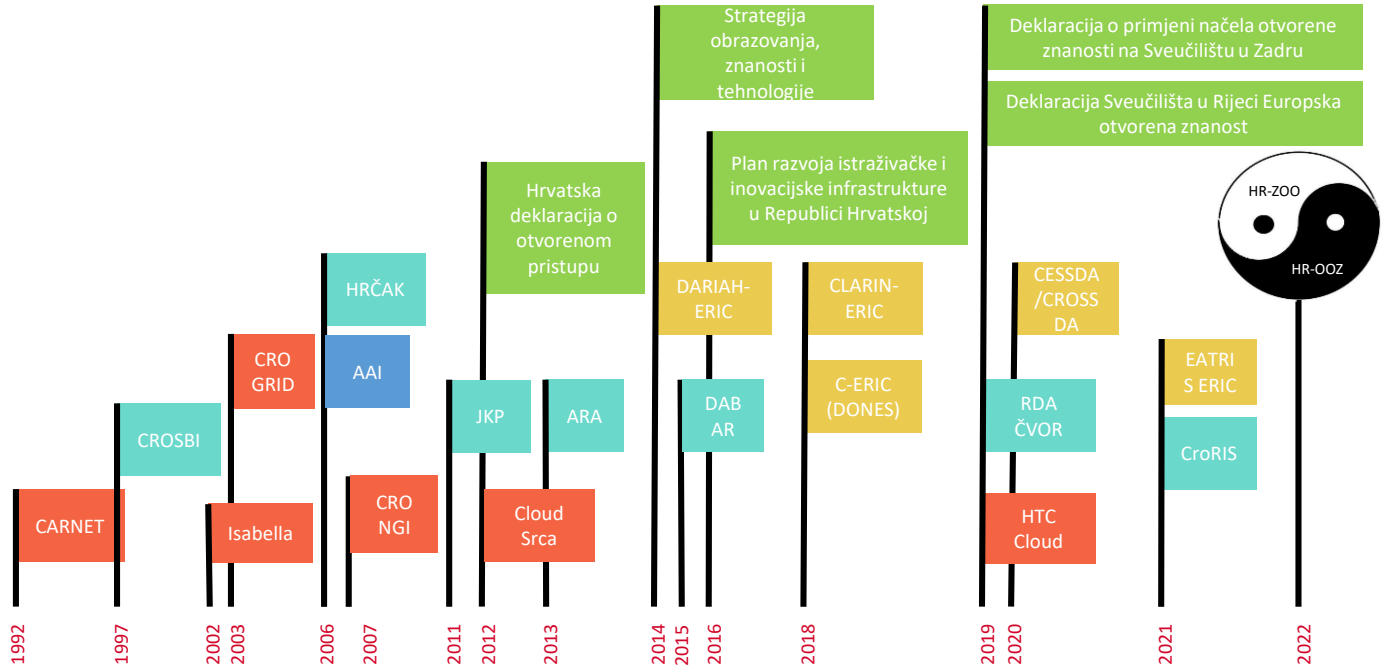 Strategija
obrazovanja,
znanosti i
tehnologije
Deklaracija o primjeni načela otvorene
znanosti na Sveučilištu u Zadru
Deklaracija Sveučilišta u Rijeci Europska
otvorena znanost
Plan razvoja istraživačke i
inovacijske infrastrukture
u Republici Hrvatskoj
Hrvatska
deklaracija o
otvorenom
pristupu
HR-ZOO
HR-OOZ
HRČAK
DARIAH-
ERIC
CLARIN-
ERIC
CESSDA
/CROSS
DA
CRO
GRID
AAI
EATRI
S ERIC
C-ERIC
(DONES)
JKP
ARA
DAB
AR
RDA
ČVOR
CROSBI
CroRIS
CARNET
Isabella
CRO
NGI
Cloud
Srca
HTC
Cloud
1992
1997
2002
2003
2006
2007
2011
2012
2013
2014
2015
2016
2018
2019
2020
2021
2022